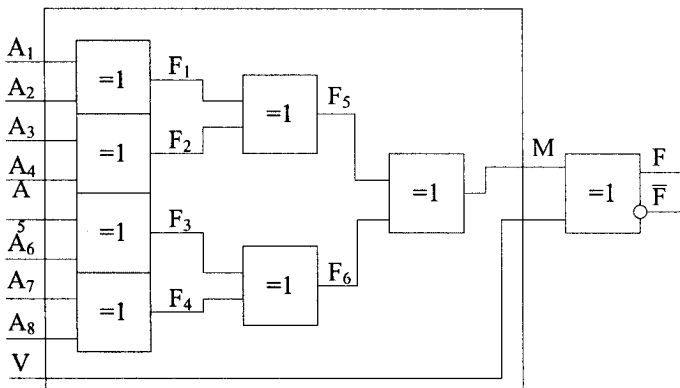 A1
A2
A3
A4
A
5
A6
A7
A8
V
=1
=1
=1
=1
F1
F2
F3
F4
=1
=1
F5
F6
=1
M
=1
F
F̅